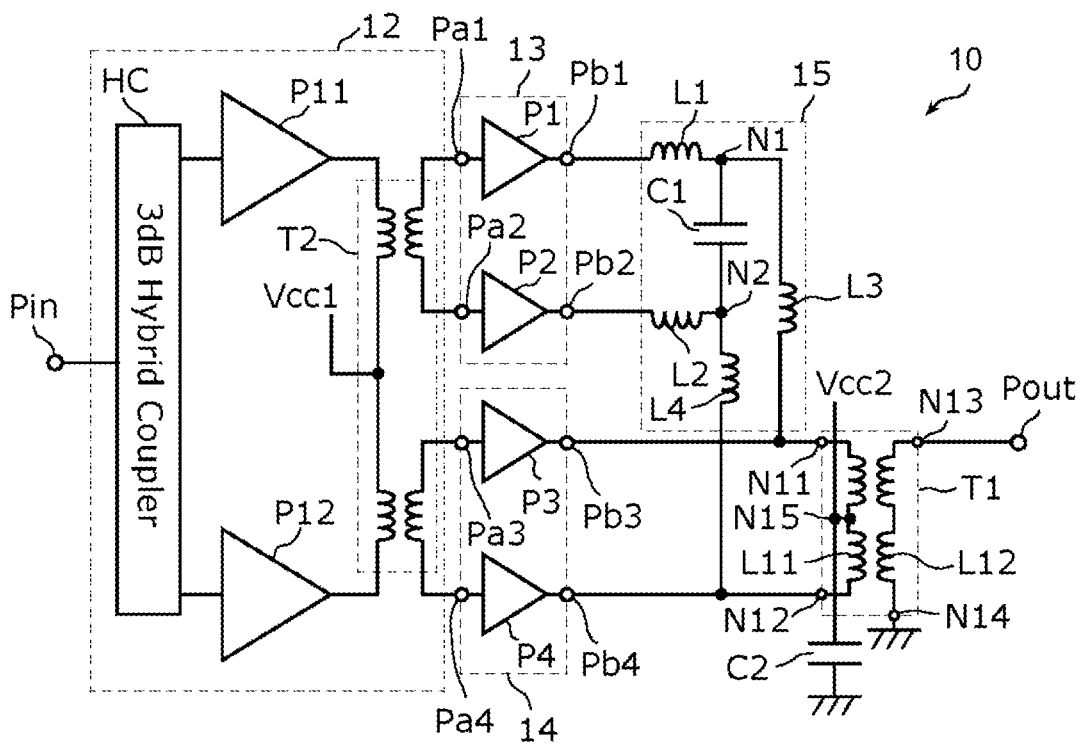 12
Pa1
13
Pb1
15
10
HC
P11
P1
L1
N1
C1
Pa2
T2
P2
Pb2
N2
L3
Vcc1
Pin
3dB Hybrid Coupler
L2
L4
Vcc2
Pout
N13
P3
N11
T1
P12
Pa3
Pb3
N15
L11
L12
N12
N14
P4
Pb4
C2
Pa4
14